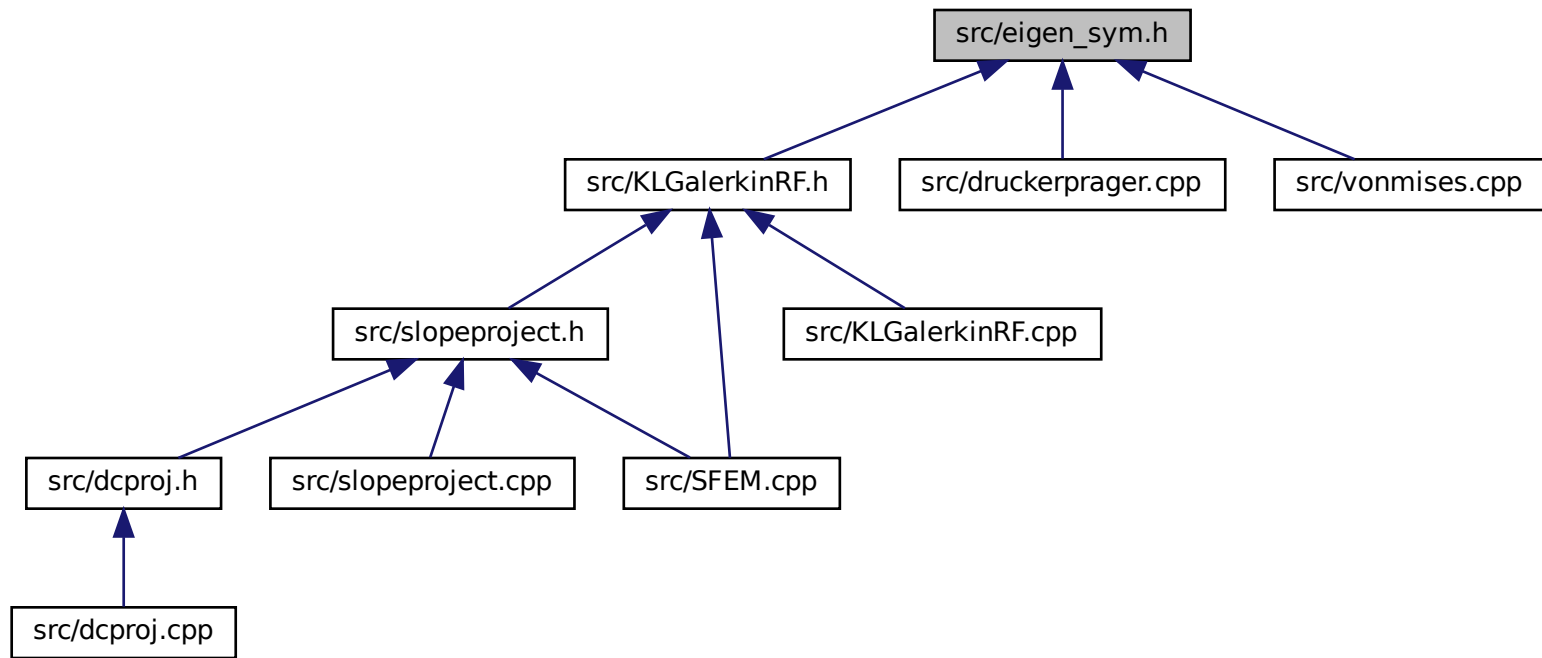 src/eigen_sym.h
src/KLGalerkinRF.h
src/druckerprager.cpp
src/vonmises.cpp
src/slopeproject.h
src/KLGalerkinRF.cpp
src/dcproj.h
src/slopeproject.cpp
src/SFEM.cpp
src/dcproj.cpp